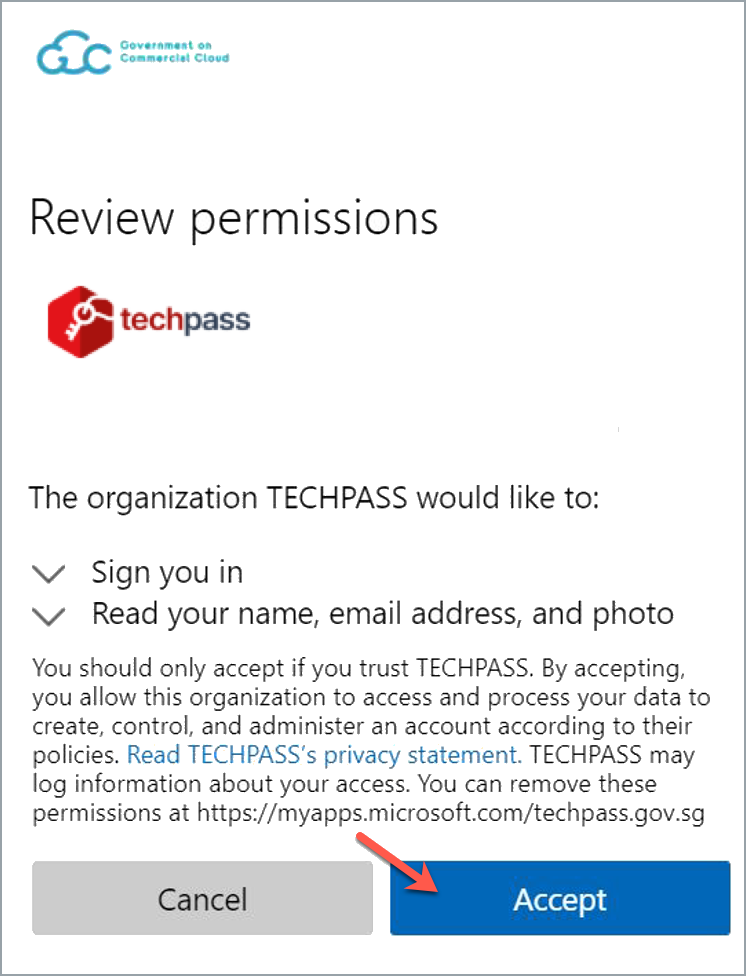 GCC Government on
Commercial Cloud
Review permissions
techpass
The organization TECHPASS would like to:
Sign you in
Read your name, email address, and photo
You should only accept if you trust TECHPASS. By accepting,
you allow this organization to access and process your data to
create, control, and administer an account according to their
policies. Read TECHPASS's privacy statement. TECHPASS may
log information about your access. You can remove these
permissions at https://myapps.microsoft.com/techpass.gov.sg
Cancel
Accept